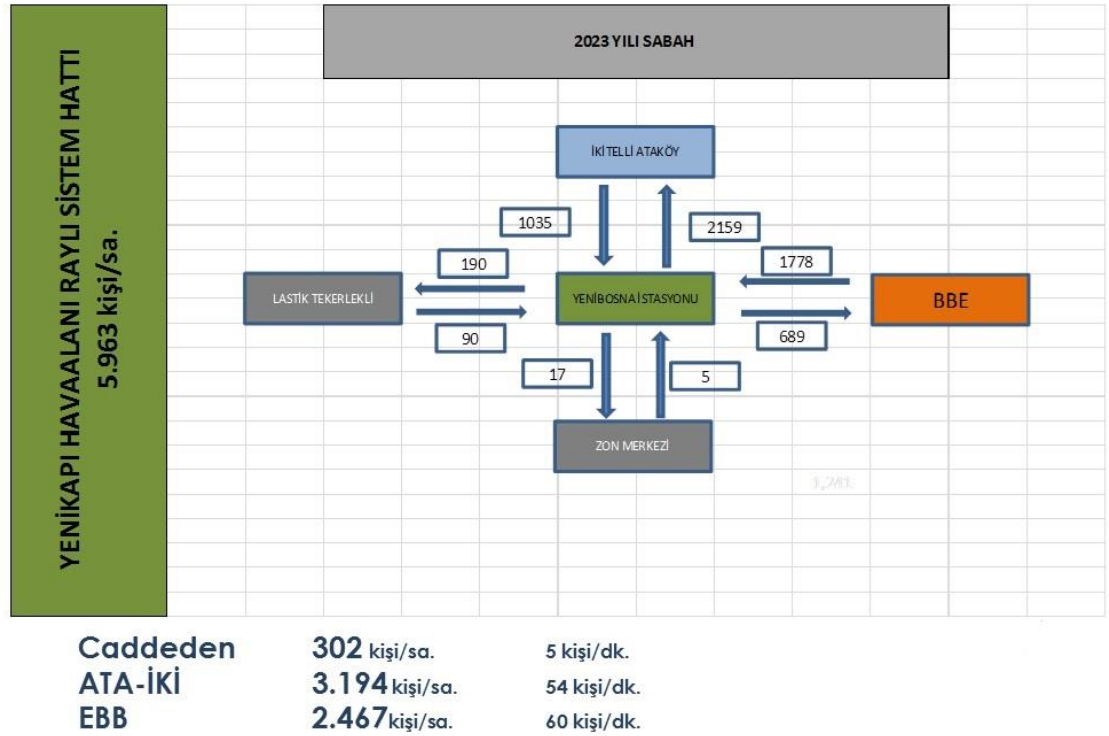 YENİKAPI HAVAALANI RAYLI SİSTEM HATTI
5.963 kişi/sa.
2023 YILI SABAH
İKİTELLİ ATAKÖY
1035
2159
190
1778
LASTİK TEKERLEKLİ
YENİBOSNA İSTASYONU
BBE
90
689
17
5
ZON MERKEZİ
Caddeden 302 kişi/sa. 5 kişi/dk.
ATA-İKİ 3.194 kişi/sa. 54 kişi/dk.
EBB 2.467kişi/sa. 60 kişi/dk.